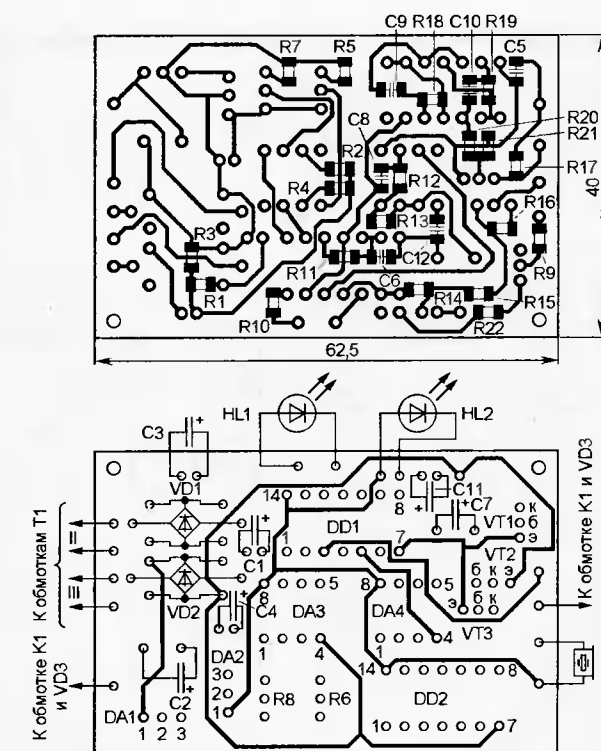 C9 R18 C10 R19
R7 R5 C5
R20
R21
C8
R2
R12
R17
R4
R16
R13
R3
40
R11
C12
R9
C6
R1
R14
R15
R10
R22
62,5
HL1 HL2
C3
VD1
14
8
C11
C7
К обмоткам Т1
II
III
К обмотке К1 и VD3
C1
1
DD1
7
VT1
к
б
э
VT2
б к э
8
5
8
5
VD2
C4
DA3
DA4
э
б к
VT3
1
4
1
4
DA2
3
2
1
14
8
К обмотке К1
и VD3
C2
R8
R6
DD2
DA1
1 2 3
1
7